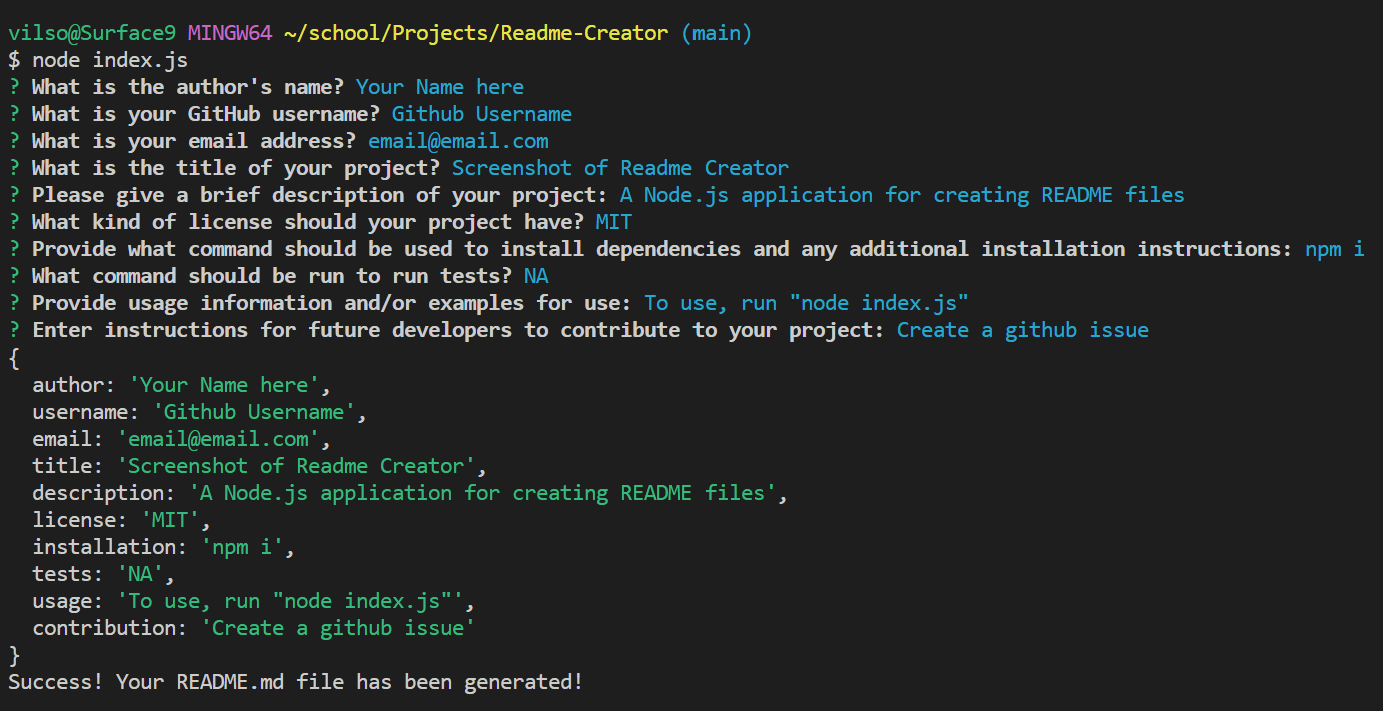 vilso@Surface9 MINGW64 ~/school/Projects/Readme-Creator (main)
$ node index.js
? What is the author's name? Your Name here
? What is your GitHub username? Github Username
? What is your email address? email@email.com
? What is the title of your project? Screenshot of Readme Creator
? Please give a brief description of your project: A Node.js application for creating README files
? What kind of license should your project have? MIT
? Provide what command should be used to install dependencies and any additional installation instructions: npm i
? What command should be run to run tests? NA
? Provide usage information and/or examples for use: To use, run "node index.js"
? Enter instructions for future developers to contribute to your project: Create a github issue
{
  author: 'Your Name here',
  username: 'Github Username',
  email: 'email@email.com',
  title: 'Screenshot of Readme Creator',
  description: 'A Node.js application for creating README files',
  license: 'MIT',
  installation: 'npm i',
  tests: 'NA',
  usage: 'To use, run "node index.js"',
  contribution: 'Create a github issue'
}
Success! Your README.md file has been generated!